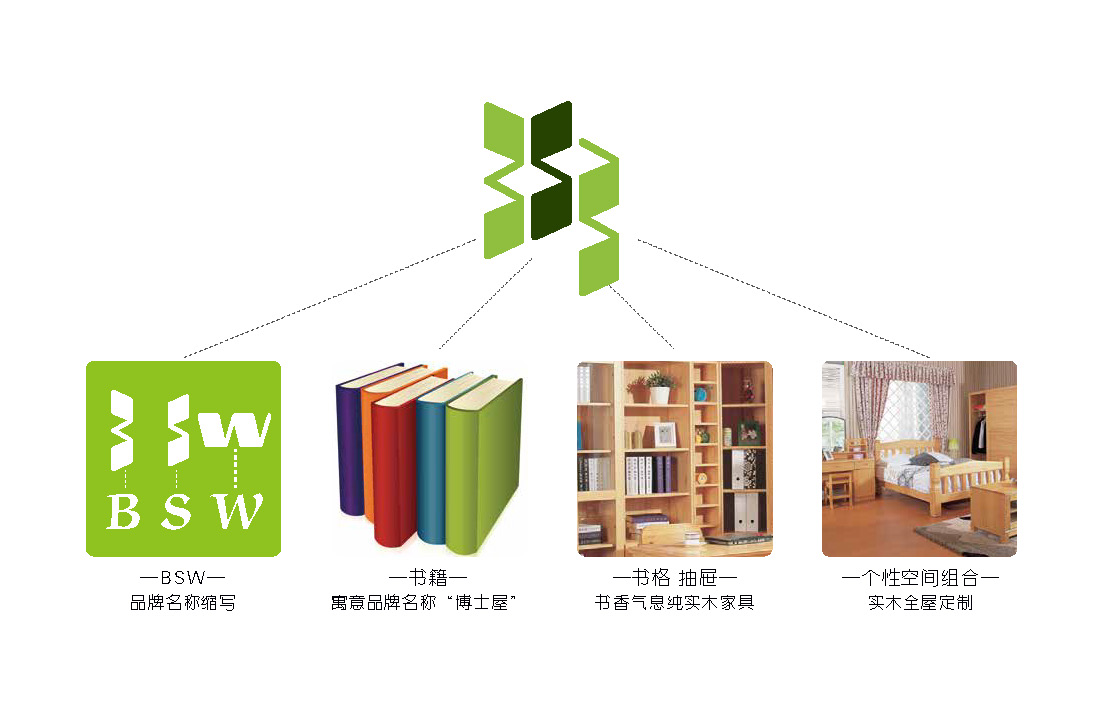 B S W
—BSW—
品牌名称缩写
—书籍—
寓意品牌名称“博士屋”
—书格 抽屉—
书香气息纯实木家具
—个性空间组合—
实木全屋定制